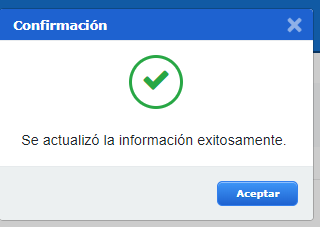 Confirmación
Se actualizó la información exitosamente.
Aceptar